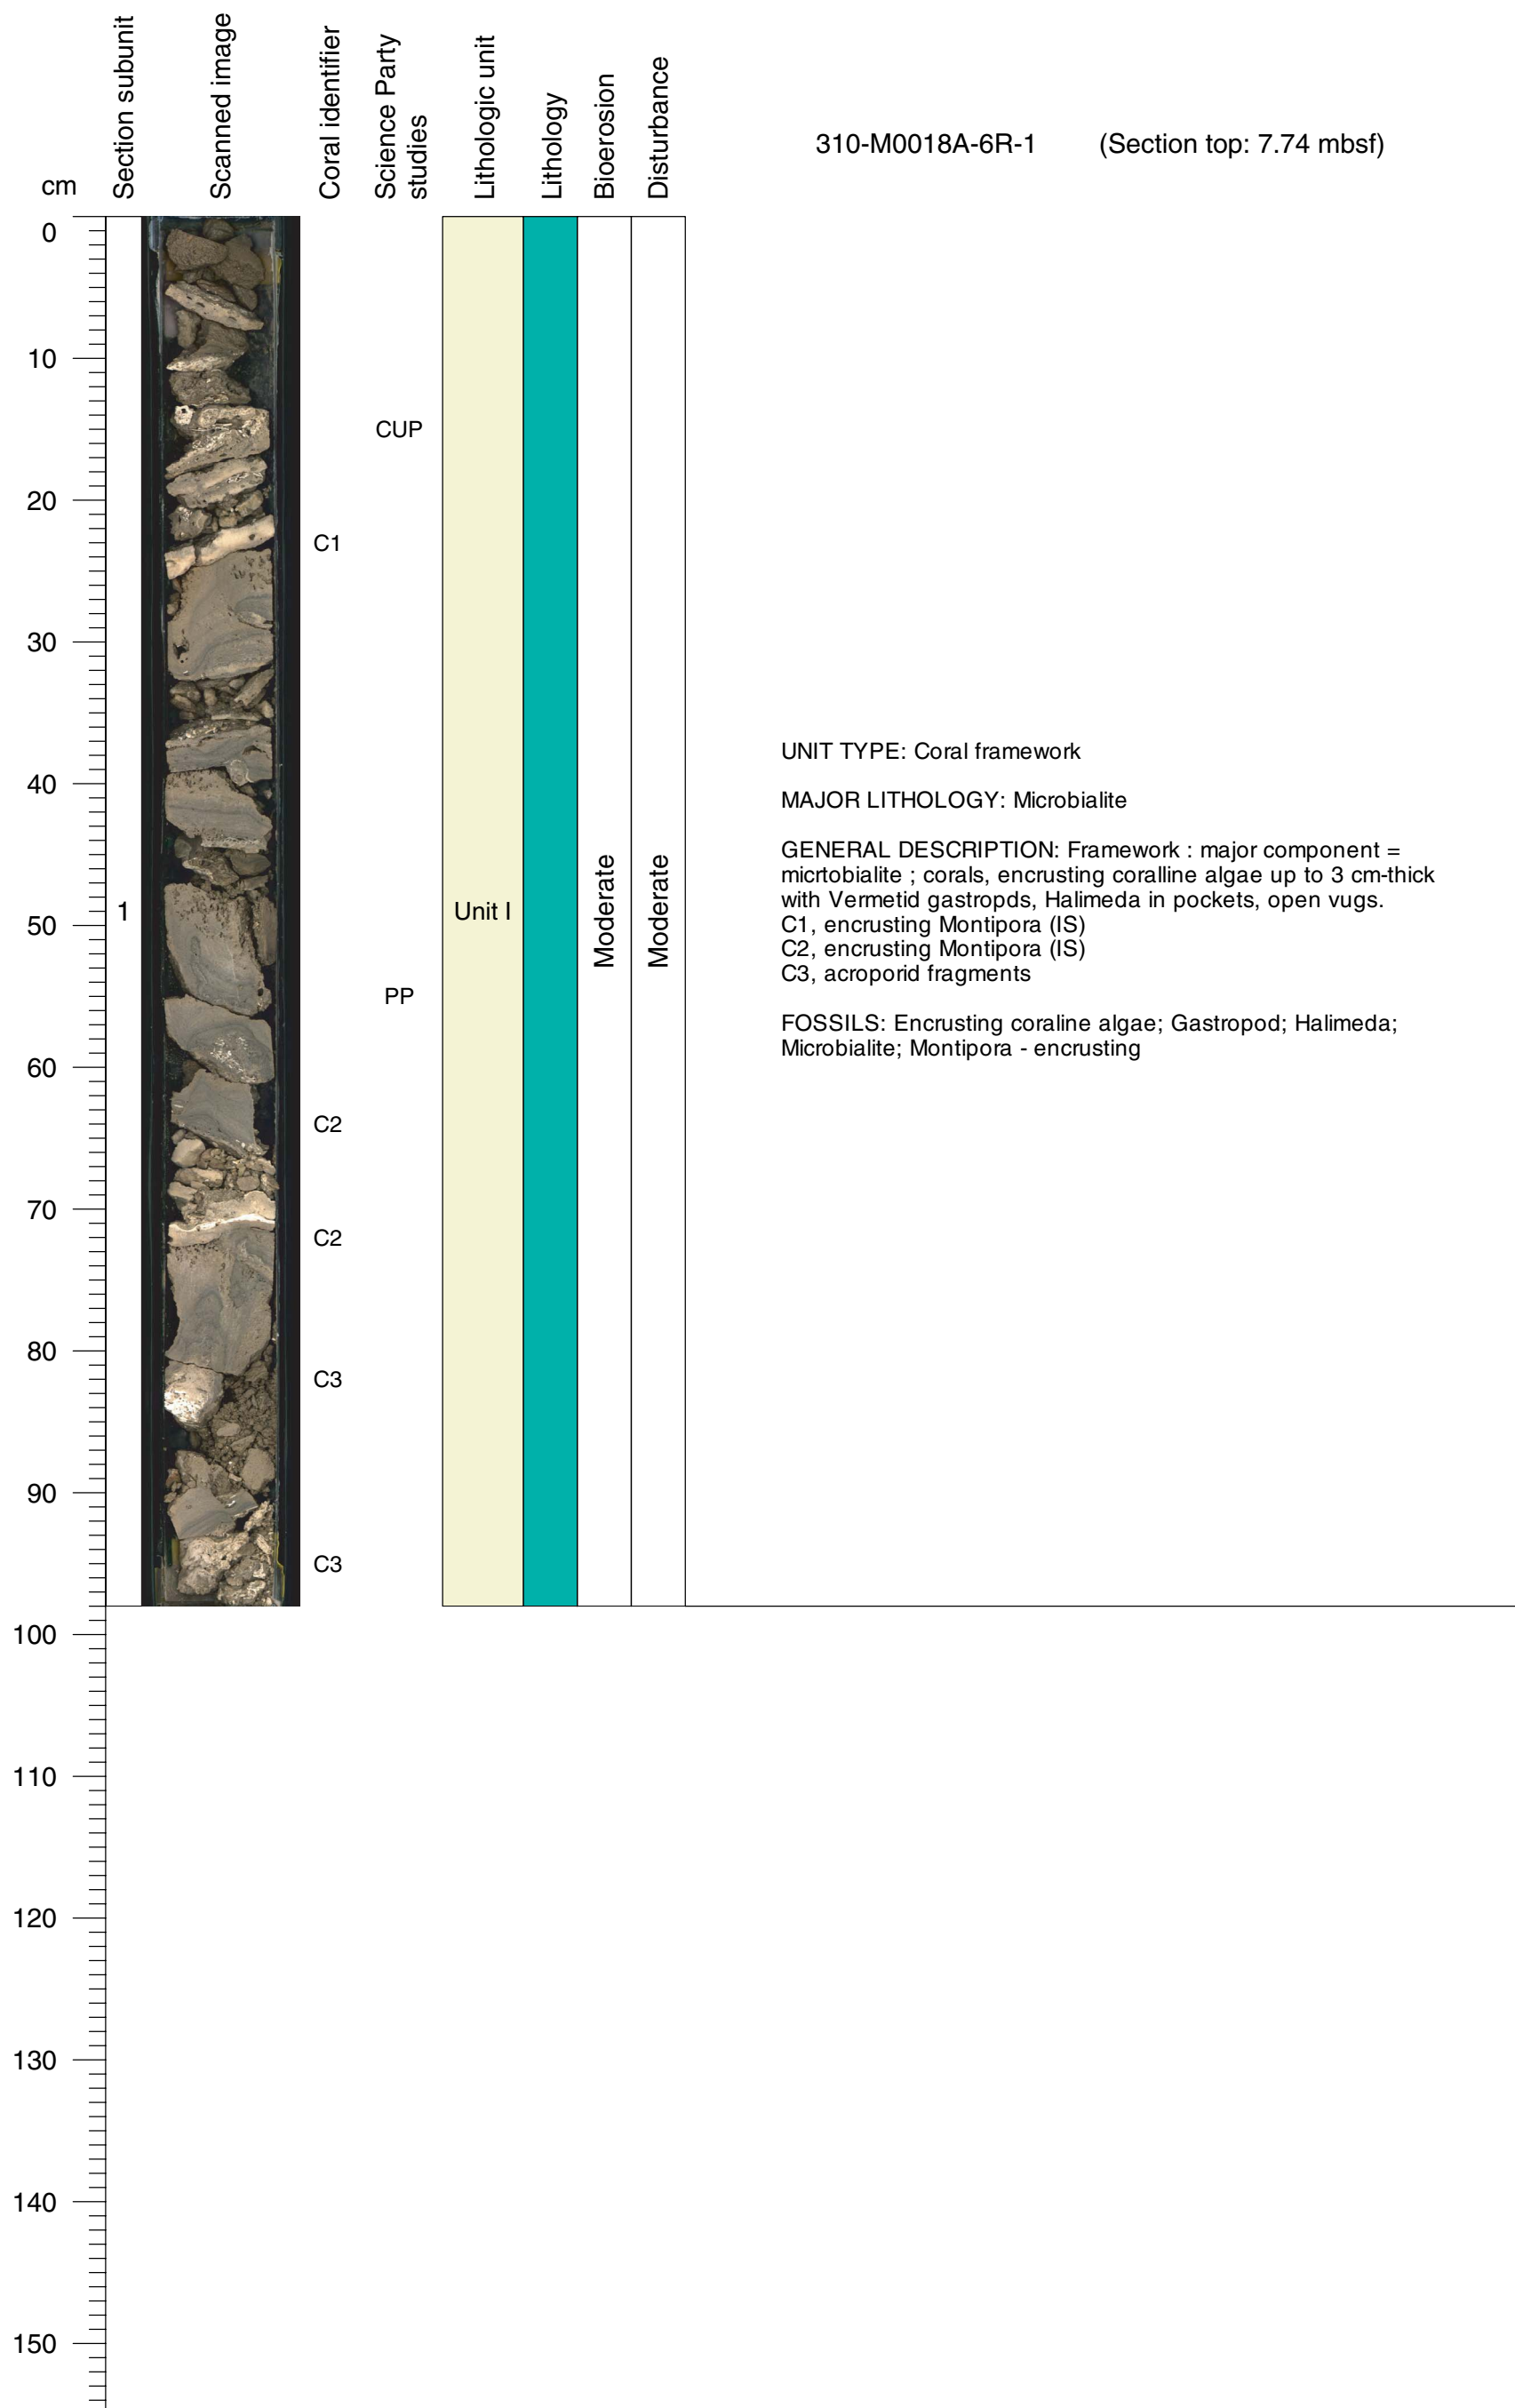 cm
Section subunit
Scanned image
Coral identifier
Science Party
studies
Lithologic unit
Lithology
Bioerosion
Disturbance
310-M0018A-6R-1 (Section top: 7.74 mbsf)
0
10
CUP
20
C1
30
40
1
50
Unit I
Moderate
Moderate
PP
60
C2
70
C2
80
C3
90
C3
100
110
120
130
140
150
UNIT TYPE: Coral framework
MAJOR LITHOLOGY: Microbialite
GENERAL DESCRIPTION: Framework : major component =
micrtobialite ; corals, encrusting coralline algae up to 3 cm-thick
with Vermetid gastropds, Halimeda in pockets, open vugs.
C1, encrusting Montipora (IS)
C2, encrusting Montipora (IS)
C3, acroporid fragments
FOSSILS: Encrusting coraline algae; Gastropod; Halimeda;
Microbialite; Montipora - encrusting